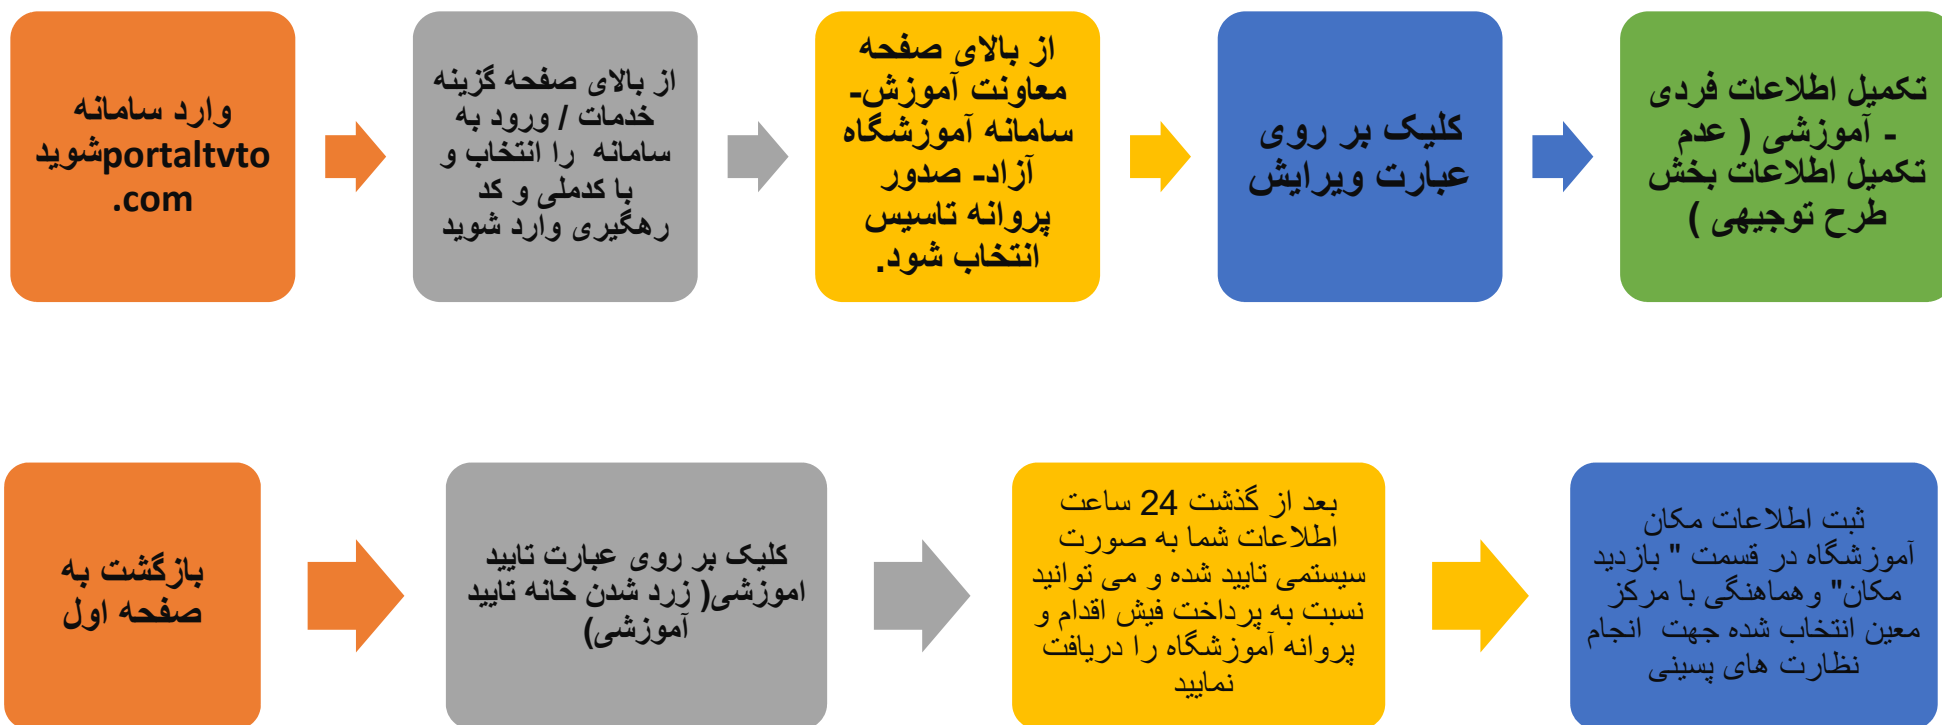 وارد سامانه
portaltvtoشوید
.com
از بالای صفحه گزینه
خدمات / ورود به
سامانه را انتخاب و
با کدملی و کد
رهگیری وارد شوید
از بالای صفحه
معاونت آموزش-
سامانه آموزشگاه
آزاد- صدور
پروانه تاسیس
انتخاب شود.
کلیک بر روی
عبارت ویرایش
تکمیل اطلاعات فردی
- آموزشی ( عدم
تکمیل اطلاعات بخش
طرح توجیهی )
بازگشت به
صفحه اول
کلیک بر روی عبارت تایید
اموزشی( زرد شدن خانه تایید
آموزشی)
بعد از گذشت 24 ساعت
اطلاعات شما به صورت
سیستمی تایید شده و می توانید
نسبت به پرداخت فیش اقدام و
پروانه آموزشگاه را دریافت
نمایید
ثبت اطلاعات مکان
آموزشگاه در قسمت " بازدید
مکان" وهماهنگی با مرکز
معین انتخاب شده جهت انجام
نظارت های پسینی